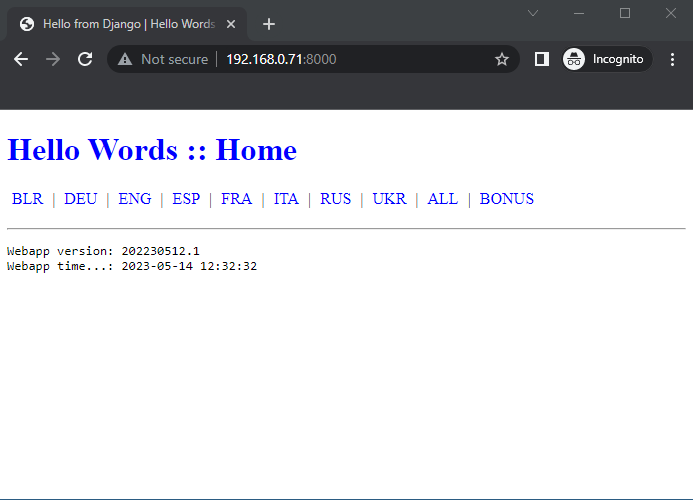 Hello from Django | Hello Words
Not secure | 192.168.0.71:8000
Incognito
Hello Words :: Home
BLR | DEU | ENG | ESP | FRA | ITA | RUS | UKR | ALL | BONUS
Webapp version: 202230512.1
Webapp time...: 2023-05-14 12:32:32